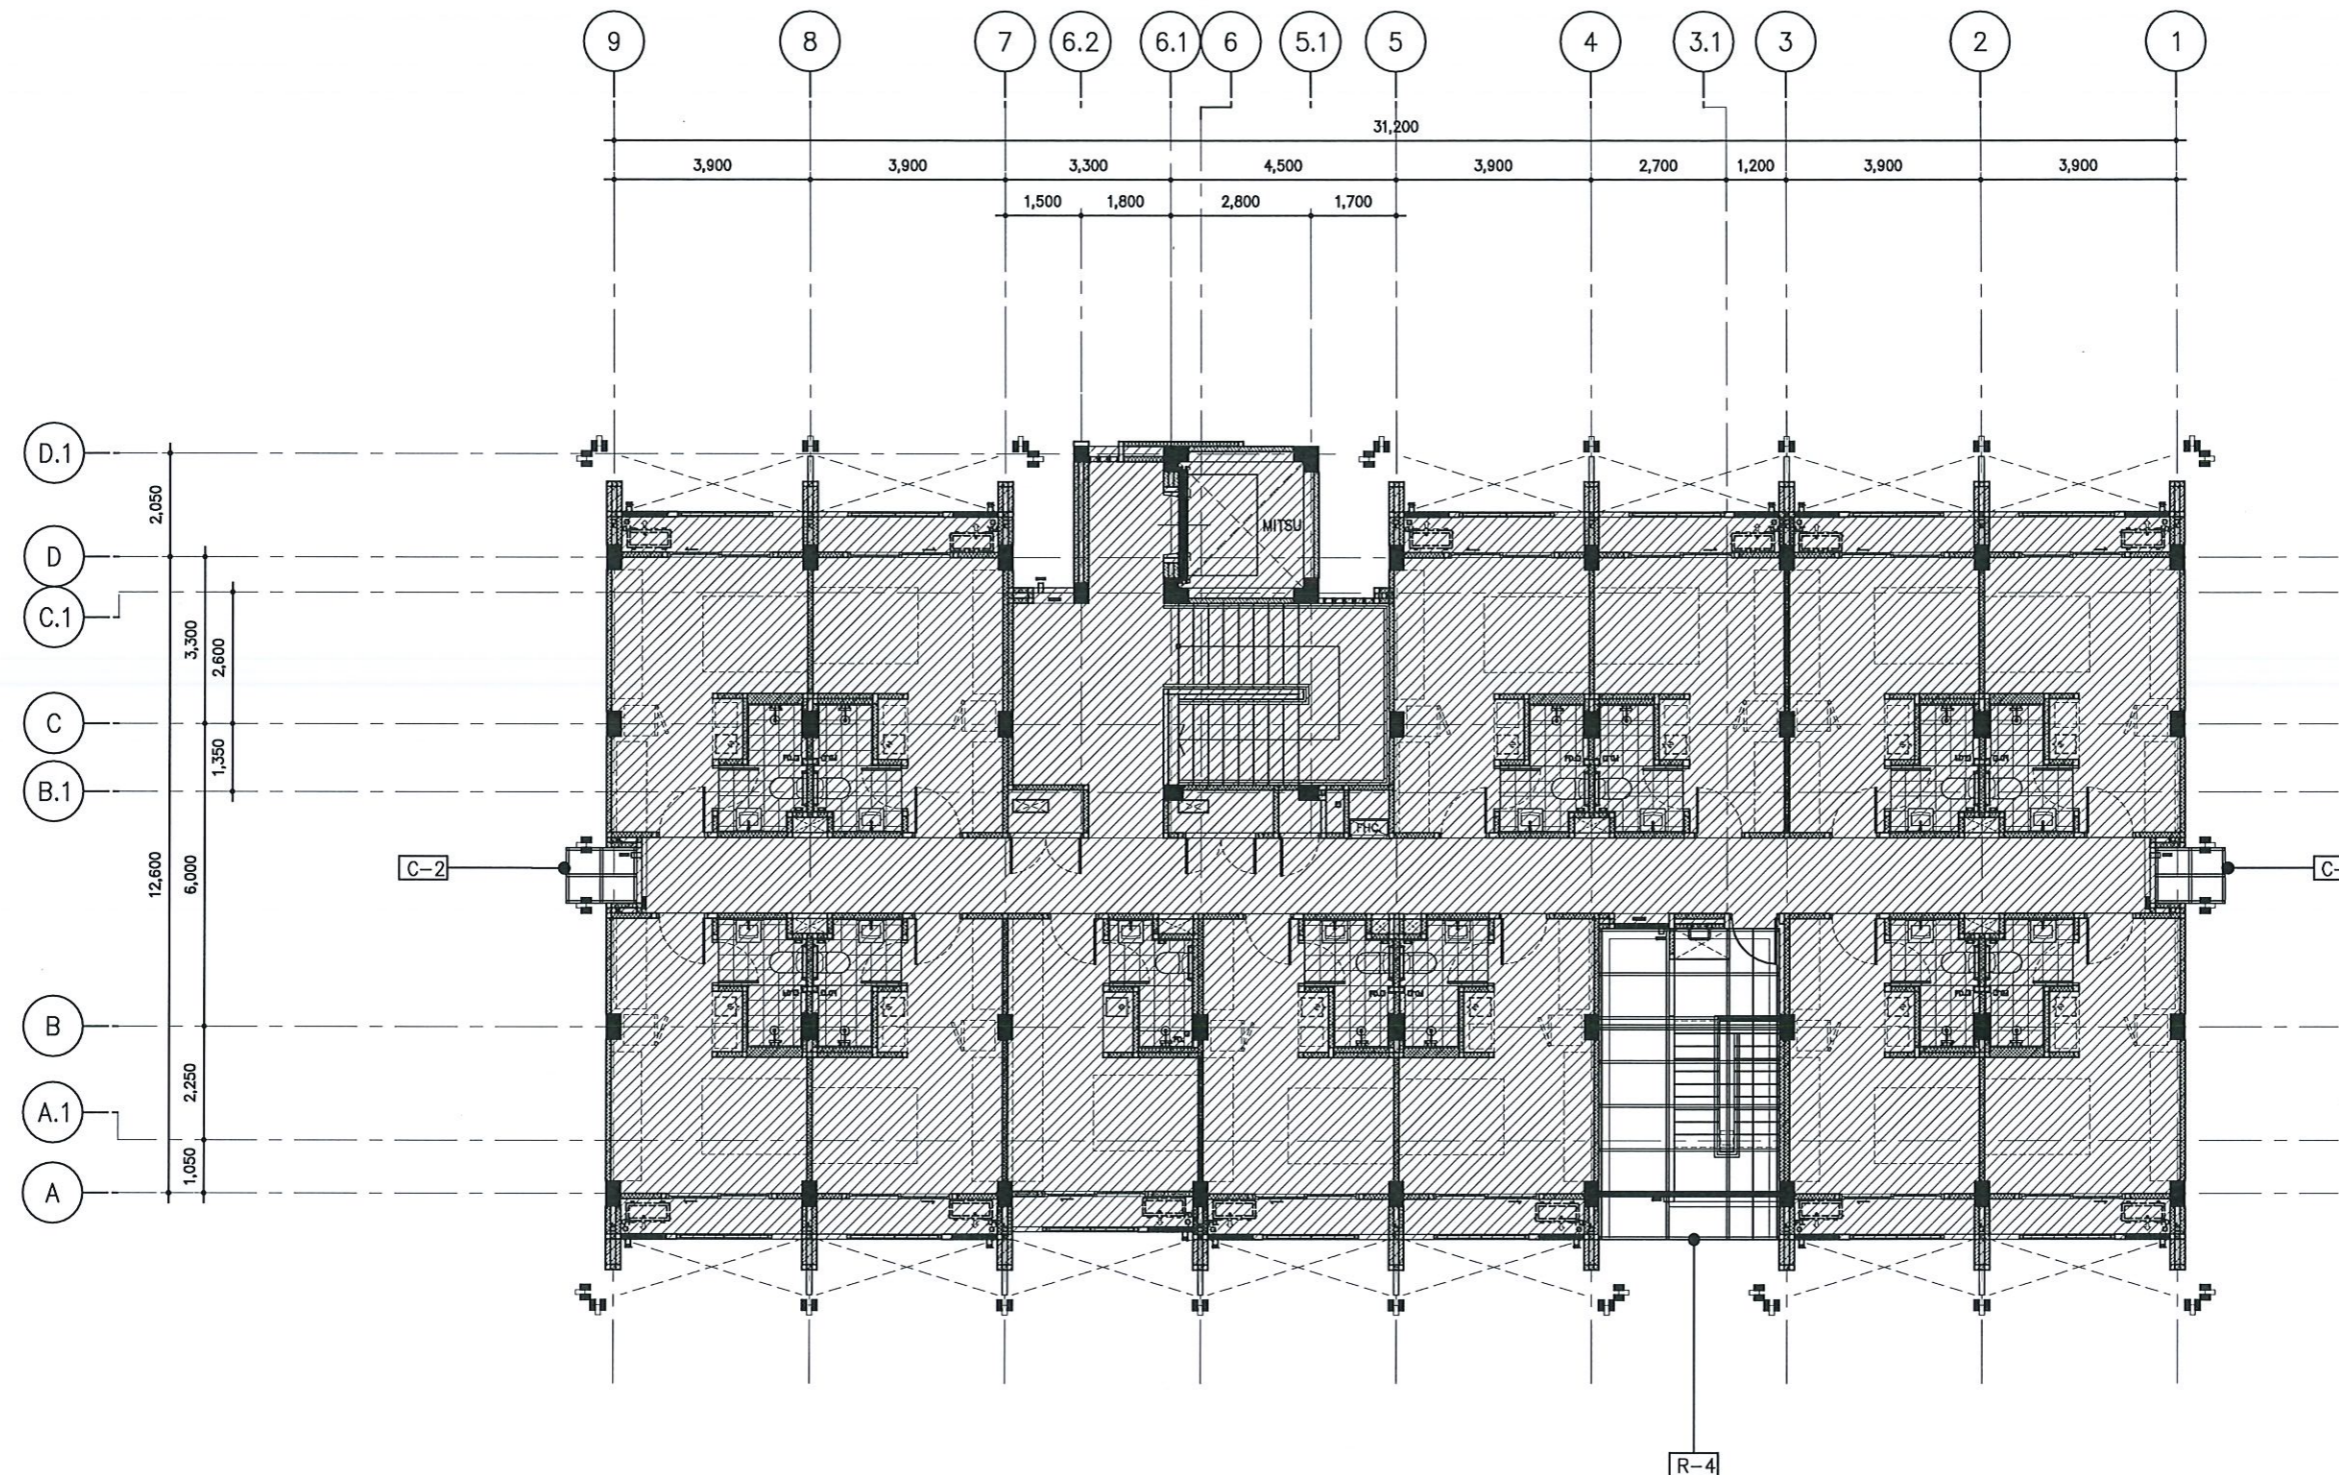 9 8 7 6.2 6.1 6 5.1 5 4 3.1 3 2 1
31,200
3,900 3,900 3,300 4,500 3,900 2,700 1,200 3,900 3,900
1,500 1,800 2,800 1,700
D.1
2,050
MITSU
D
C.1
3,300
2,600
C
1,350
B.1
FHC
C-2
C-
12,600
6,000
B
2,250
A.1
1,050
A
R-4